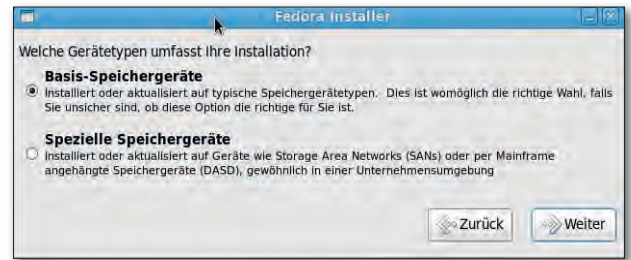 Fedora Installer
Welche Gerätetypen umfasst Ihre Installation?
Basis-Speichergeräte
Installiert oder aktualisiert auf typische Speichergerätetypen. Dies ist womöglich die richtige Wahl, falls
Sie unsicher sind, ob diese Option die richtige für Sie ist.
Spezielle Speichergeräte
Installiert oder aktualisiert auf Geräte wie Storage Area Networks (SANs) oder per Mainframe
angehängte Speichergeräte (DASD), gewöhnlich in einer Unternehmensumgebung
Zurück
Weiter